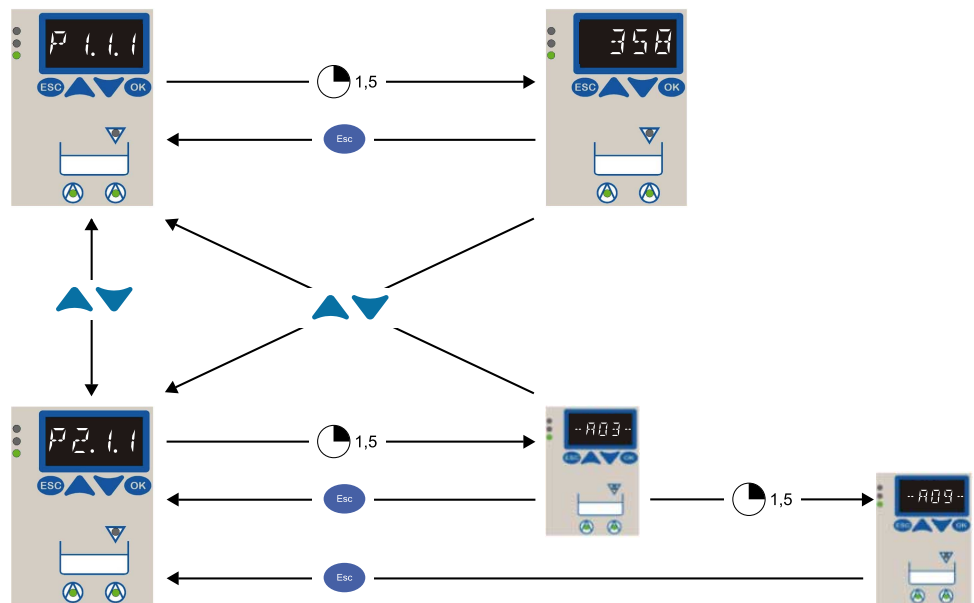 P 1.1.1
ESC OK
1,5
Esc
358
ESC OK
P2.1.1
ESC OK
1,5
Esc
--A03--
ESC OK
1,5
Esc
--A09--
ESC OK